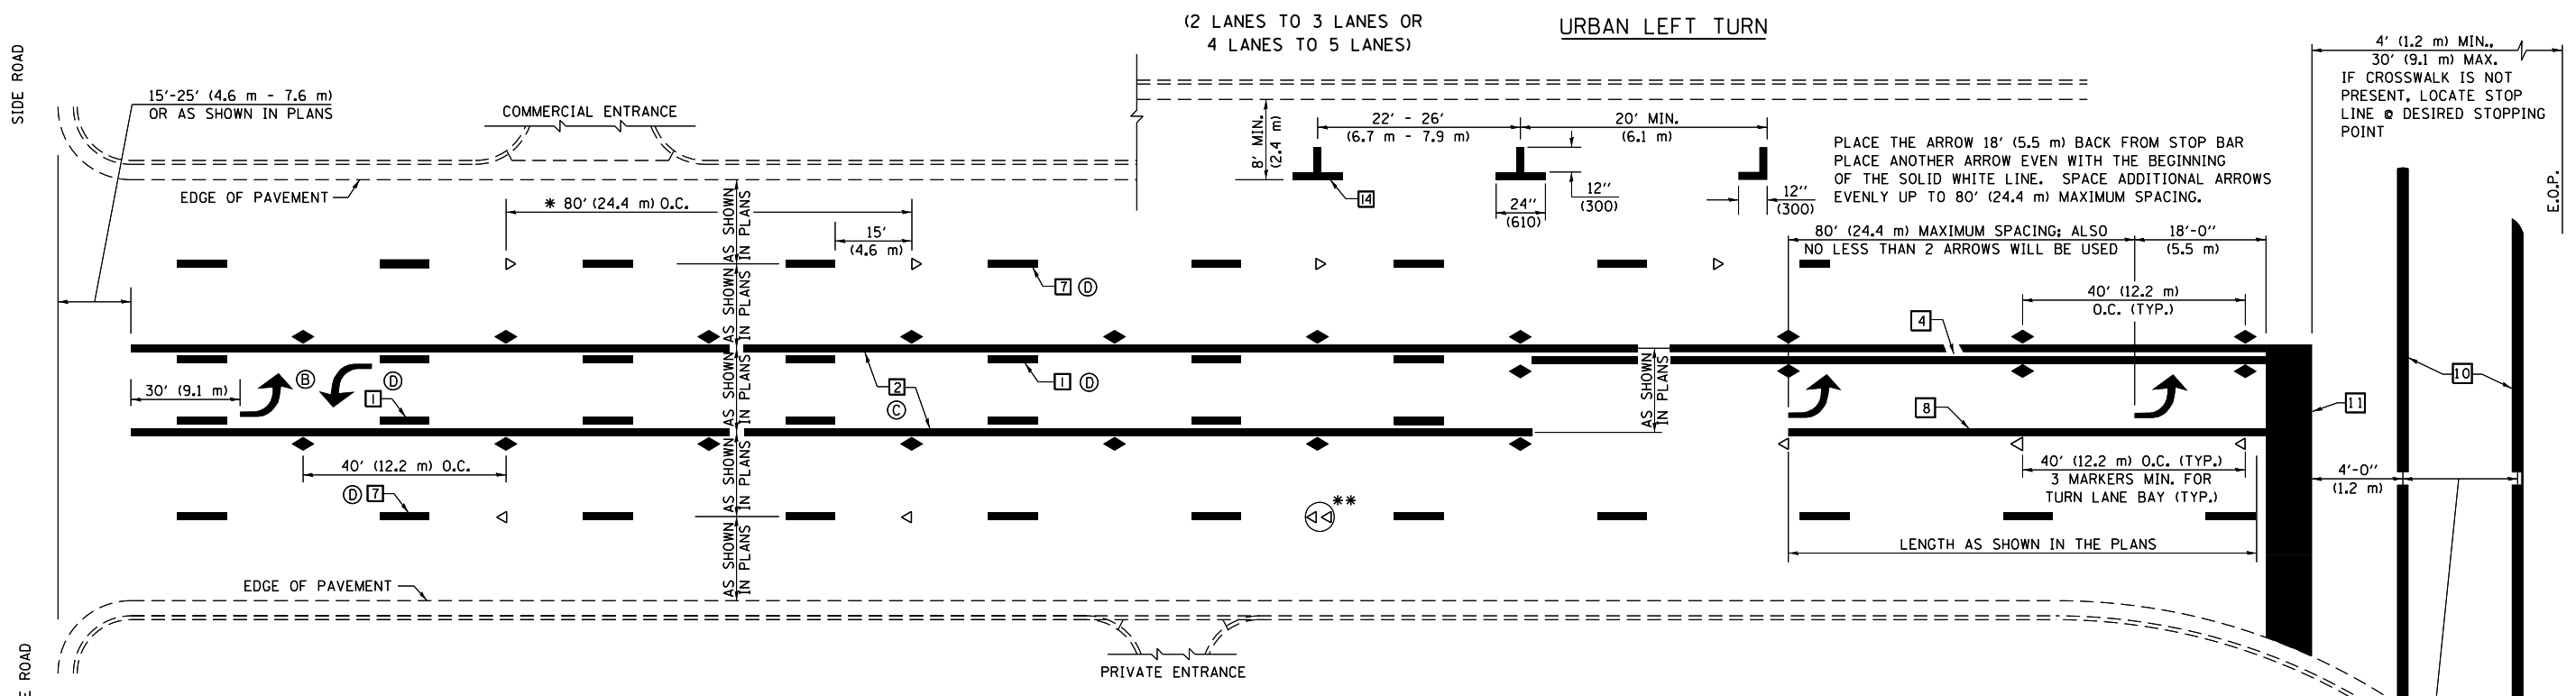 (2 LANES TO 3 LANES OR
4 LANES TO 5 LANES)
URBAN LEFT TURN
SIDE ROAD
15'-25' (4.6 m - 7.6 m)
OR AS SHOWN IN PLANS
COMMERCIAL ENTRANCE
EDGE OF PAVEMENT
* 80' (24.4 m) O.C.
15'
(4.6 m)
8' MIN.
(2.4 m)
22' - 26'
(6.7 m - 7.9 m)
20' MIN.
(6.1 m)
14
24"
(610)
12"
(300)
12"
(300)
PLACE THE ARROW 18' (5.5 m) BACK FROM STOP BAR
PLACE ANOTHER ARROW EVEN WITH THE BEGINNING
OF THE SOLID WHITE LINE. SPACE ADDITIONAL ARROWS
EVENLY UP TO 80' (24.4 m) MAXIMUM SPACING.
4' (1.2 m) MIN.,
30' (9.1 m) MAX.
IF CROSSWALK IS NOT
PRESENT, LOCATE STOP
LINE @ DESIRED STOPPING
POINT
E.O.P.
80' (24.4 m) MAXIMUM SPACING; ALSO
NO LESS THAN 2 ARROWS WILL BE USED
18'-0"
(5.5 m)
40' (12.2 m)
O.C. (TYP.)
AS SHOWN
IN PLANS
AS SHOWN
IN PLANS
AS SHOWN
IN PLANS
AS SHOWN
IN PLANS
AS SHOWN
IN PLANS
7 D
4
30' (9.1 m)
B
D
1
2
C
1 D
AS SHOWN
IN PLANS
8
10
11
40' (12.2 m) O.C.
D 7
**
40' (12.2 m) O.C. (TYP.)
3 MARKERS MIN. FOR
TURN LANE BAY (TYP.)
4'-0"
(1.2 m)
LENGTH AS SHOWN IN THE PLANS
EDGE OF PAVEMENT
PRIVATE ENTRANCE
E ROAD